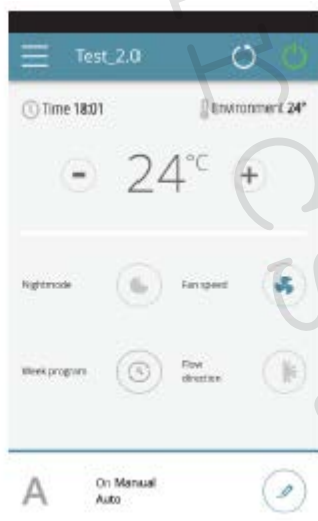 Test_2.0
Time 18:01 Environment 24°
- 24°C +
Nightmode Fan speed
Week program Flow
direction
A On Manual
Auto